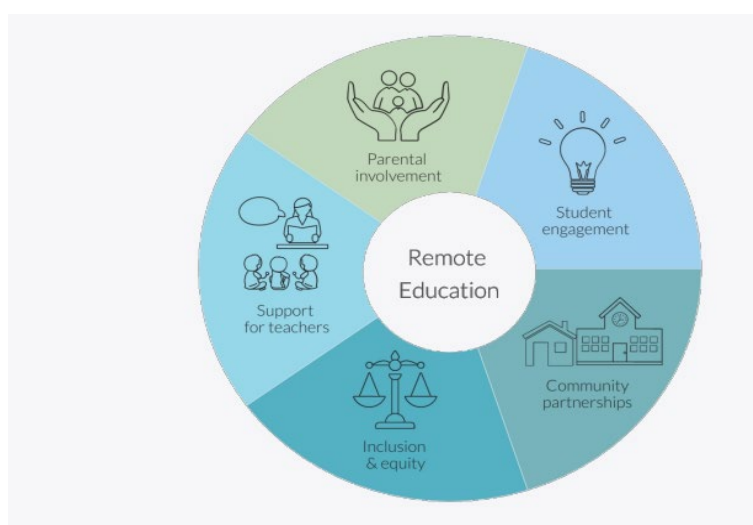 Parental
involvement
Student
engagement
Support
for teachers
Remote
Education
Community
partnerships
Inclusion
& equity